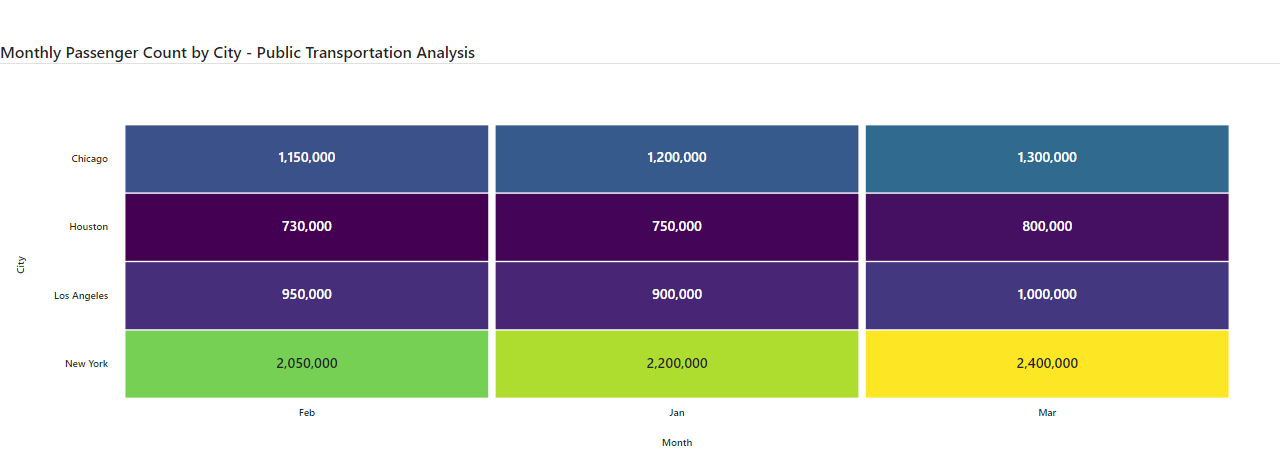 Monthly Passenger Count by City - Public Transportation Analysis
Chicago 1,150,000 1,200,000 1,300,000
Houston 730,000 750,000 800,000
City
Los Angeles 950,000 900,000 1,000,000
New York 2,050,000 2,200,000 2,400,000
Feb Jan Mar
Month